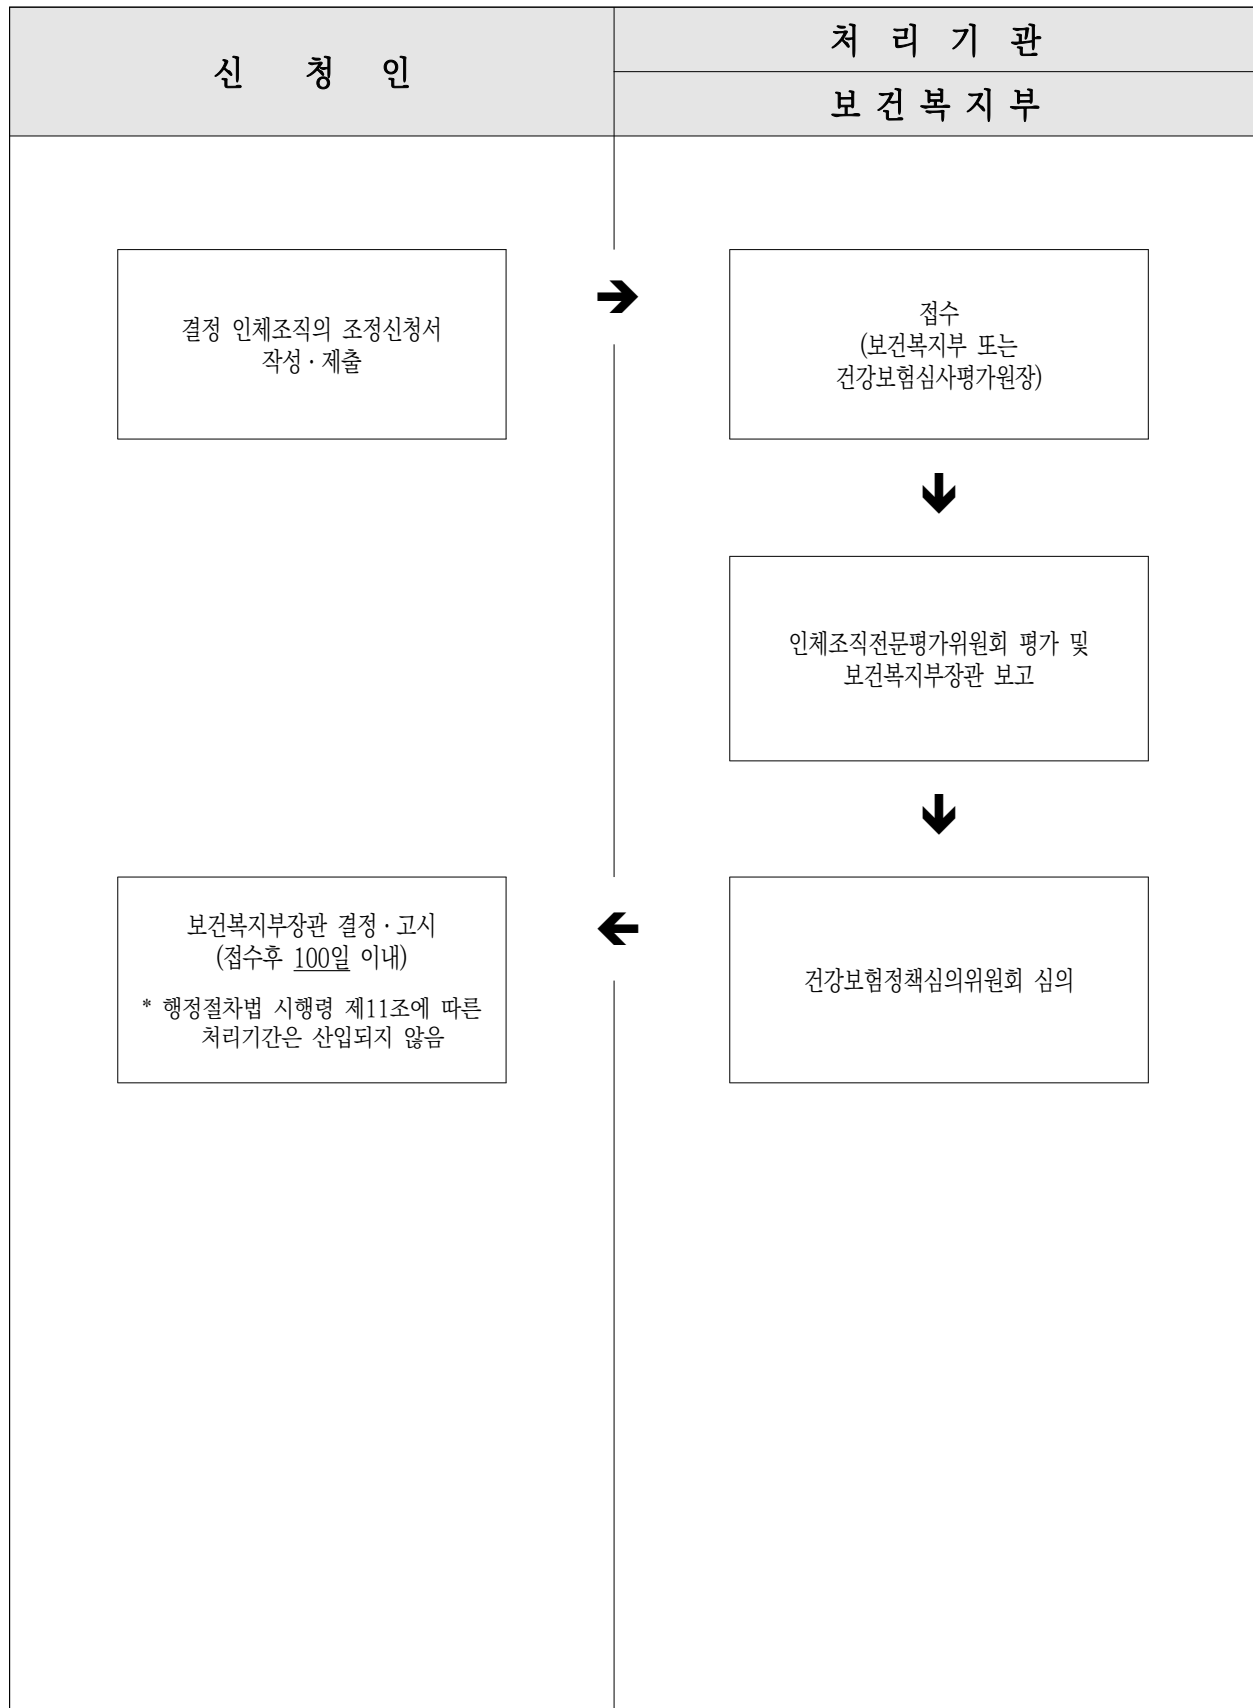 신 청 인
처 리 기 관
보 건 복 지 부
결정 인체조직의 조정신청서
작성·제출
접수
(보건복지부 또는
건강보험심사평가원장)
인체조직전문평가위원회 평가 및
보건복지부장관 보고
보건복지부장관 결정·고시
(접수후 100일 이내)
* 행정절차법 시행령 제11조에 따른
처리기간은 산입되지 않음
건강보험정책심의위원회 심의